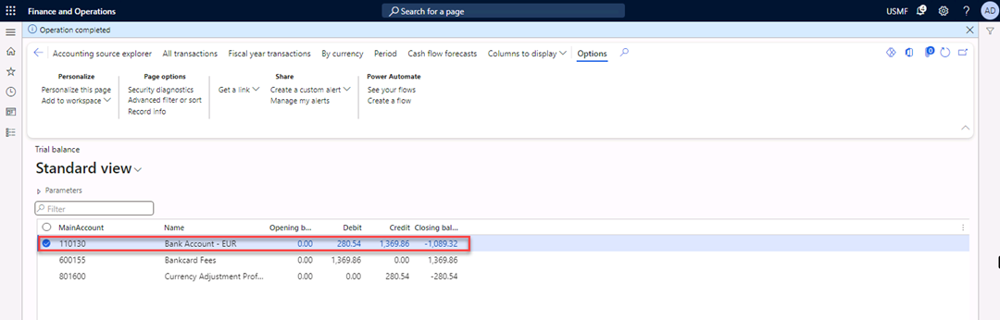 Finance and Operations
Search for a page
USMF
4
AD
Operation completed
Accounting source explorer All transactions Fiscal year transactions By currency Period Cash flow forecasts Columns to display Options
0
Personalize Page options Share Power Automate
Personalize this page Security diagnostics Get a link Create a custom alert See your flows
Add to workspace Advanced filter or sort Manage my alerts Create a flow
Record info
Trial balance
Standard view
Parameters
Filter
MainAccount Name Opening b... Debit Credit Closing bal...
110130 Bank Account - EUR 0.00 280.54 1,369.86 -1,089.32
600155 Bankcard Fees 0.00 1,369.86 0.00 1,369.86
801600 Currency Adjustment Prof... 0.00 0.00 280.54 -280.54